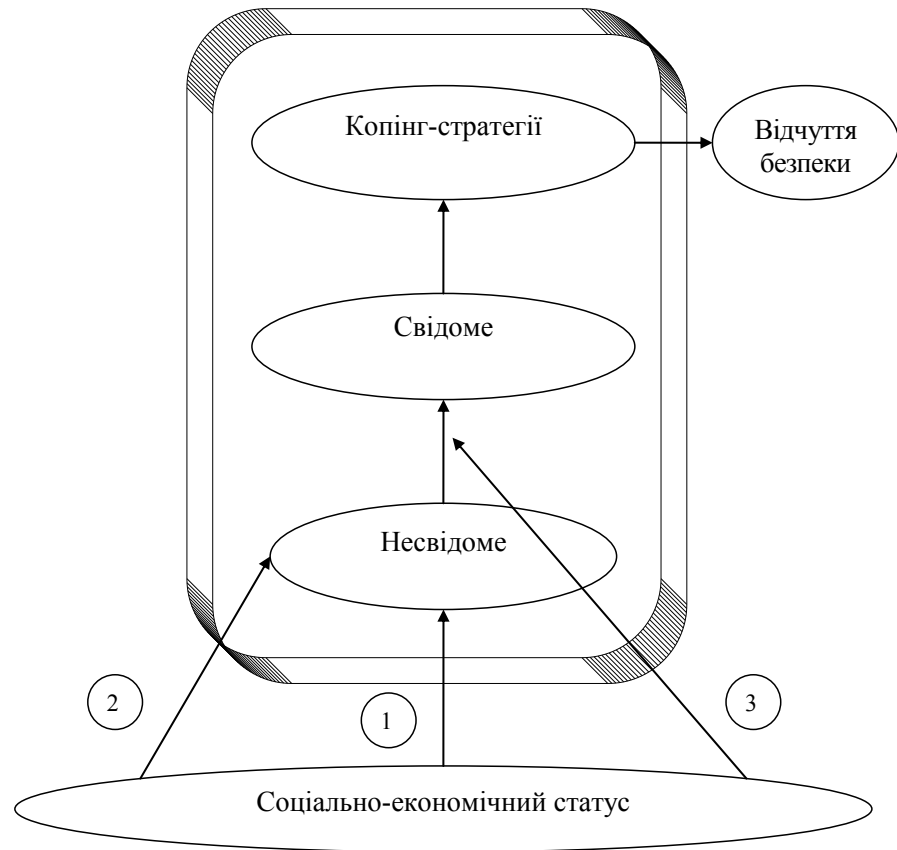 Копінг-стратегії
Відчуття
безпеки
Свідоме
Несвідоме
2
1
3
Соціально-економічний статус